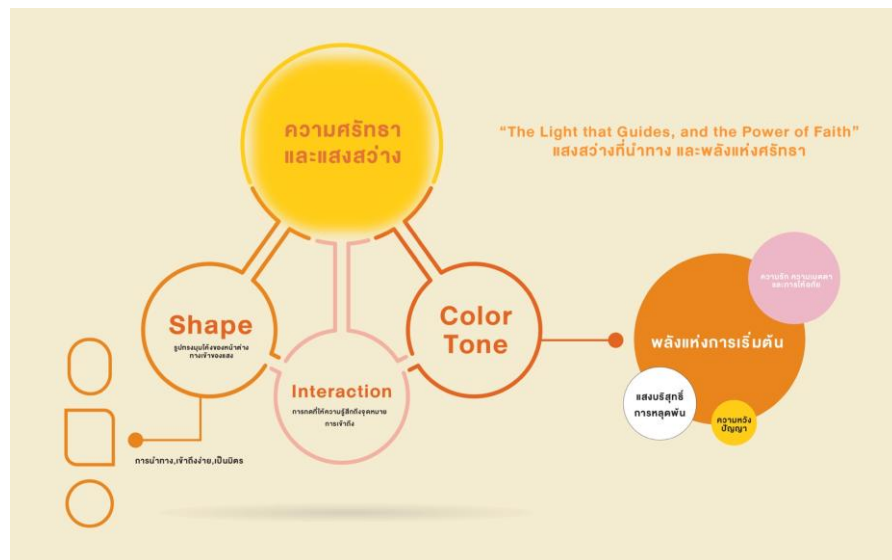 ความศรัทธา
และแสงสว่าง
“The Light that Guides, and the Power of Faith”
แสงสว่างที่นำทาง และพลังแห่งศรัทธา
Shape
รูปทรงมุมโค้งของหน้าต่าง
ทางเข้าของแสง
Interaction
การกดที่ให้ความรู้สึกถึงจุดหมาย
การเข้าถึง
Color
Tone
การนำทาง,เข้าถึงง่าย,เป็นมิตร
ความรัก ความเมตตา
และการให้อภัย
พลังแห่งการเริ่มต้น
แสงบริสุทธิ์
การหลุดพ้น
ความหวัง
ปัญญา